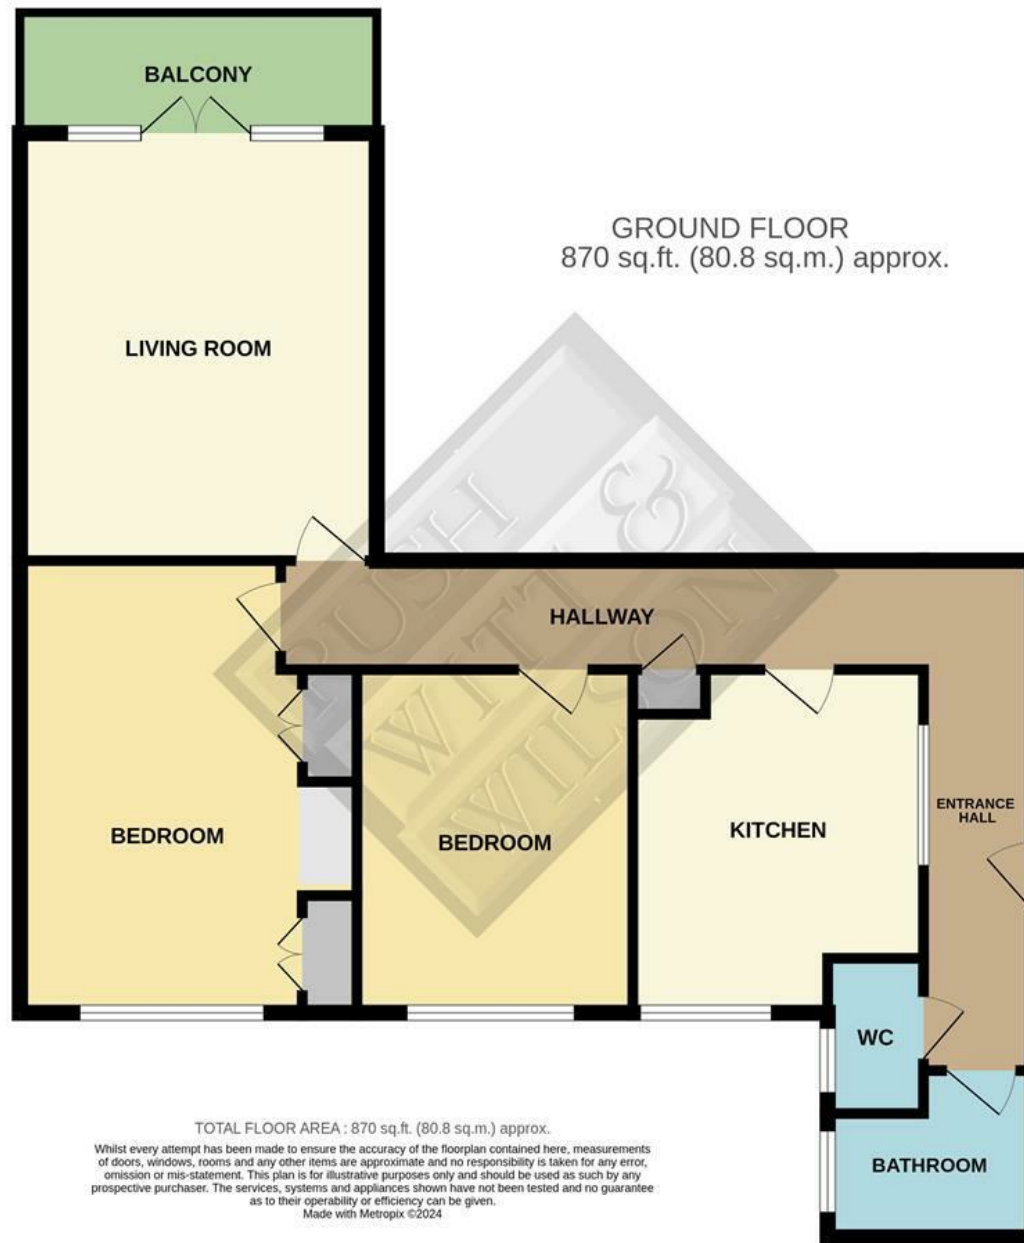 BALCONY
GROUND FLOOR
870 sq.ft. (80.8 sq.m.) approx.
LIVING ROOM
RUSH
WITT &
WILSON
HALLWAY
BEDROOM
BEDROOM
KITCHEN
ENTRANCE
HALL
WC
BATHROOM
TOTAL FLOOR AREA : 870 sq.ft. (80.8 sq.m.) approx.
Whilst every attempt has been made to ensure the accuracy of the floorplan contained here, measurements
of doors, windows, rooms and any other items are approximate and no responsibility is taken for any error,
omission or mis-statement. This plan is for illustrative purposes only and should be used as such by any
prospective purchaser. The services, systems and appliances shown have not been tested and no guarantee
as to their operability or efficiency can be given.
Made with Metropix ©2024